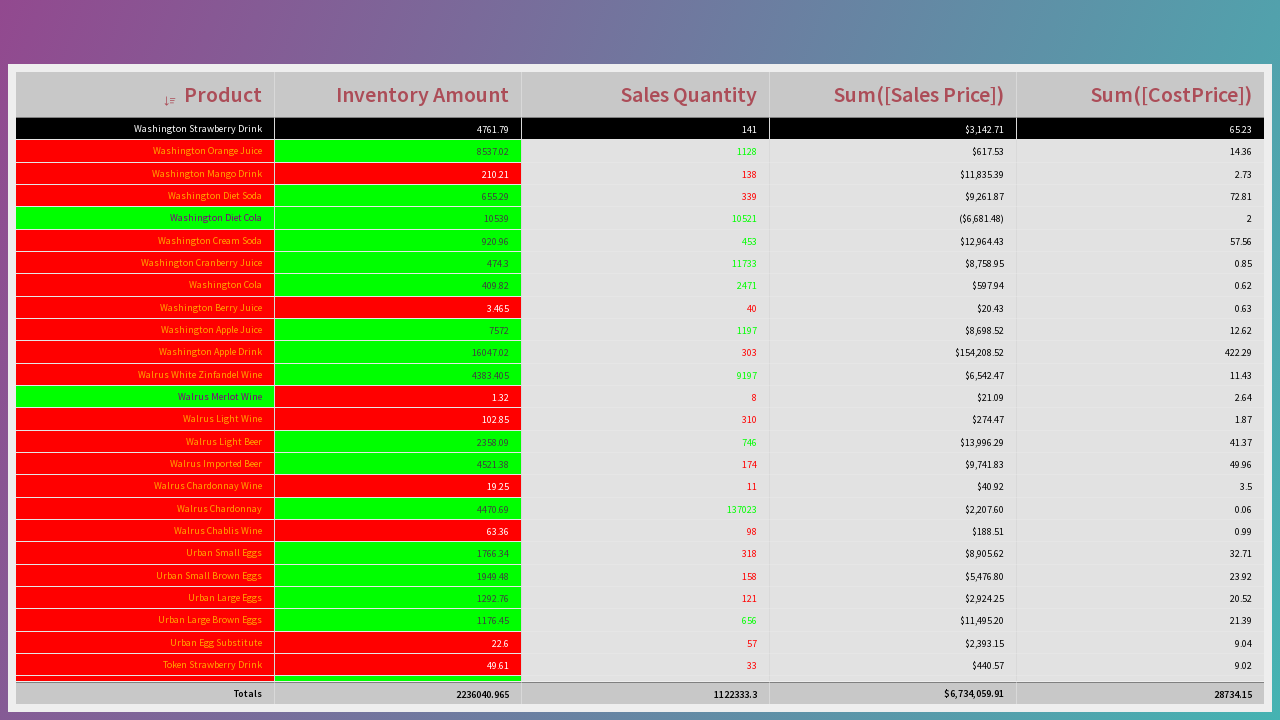 Product Inventory Amount Sales Quantity Sum([Sales Price]) Sum([CostPrice])
Washington Strawberry Drink 4761.79 141 $3,142.71 65.23
Washington Orange Juice 8537.02 1128 $617.53 14.36
Washington Mango Drink 210.21 138 $11,835.39 2.73
Washington Diet Soda 655.29 339 $9,261.87 72.81
Washington Diet Cola 10539 10521 ($6,681.48) 2
Washington Cream Soda 920.96 453 $12,964.43 57.56
Washington Cranberry Juice 474.3 11733 $8,758.95 0.85
Washington Cola 409.82 2471 $597.94 0.62
Washington Berry Juice 3.465 40 $20.43 0.63
Washington Apple Juice 7572 1197 $8,698.52 12.62
Washington Apple Drink 16047.02 303 $154,208.52 422.29
Walrus White Zinfandel Wine 4383.405 9197 $6,542.47 11.43
Walrus Merlot Wine 1.32 8 $21.09 2.64
Walrus Light Wine 102.85 310 $274.47 1.87
Walrus Light Beer 2358.09 746 $13,996.29 41.37
Walrus Imported Beer 4521.38 174 $9,741.83 49.96
Walrus Chardonnay Wine 19.25 11 $40.92 3.5
Walrus Chardonnay 4470.69 137023 $2,207.60 0.06
Walrus Chablis Wine 63.36 98 $188.51 0.99
Urban Small Eggs 1766.34 318 $8,905.62 32.71
Urban Small Brown Eggs 1949.48 158 $5,476.80 23.92
Urban Large Eggs 1292.76 121 $2,924.25 20.52
Urban Large Brown Eggs 1176.45 656 $11,495.20 21.39
Urban Egg Substitute 22.6 57 $2,393.15 9.04
Token Strawberry Drink 49.61 33 $440.57 9.02
Totals 2236040.965 1122333.3 $6,734,059.91 28734.15